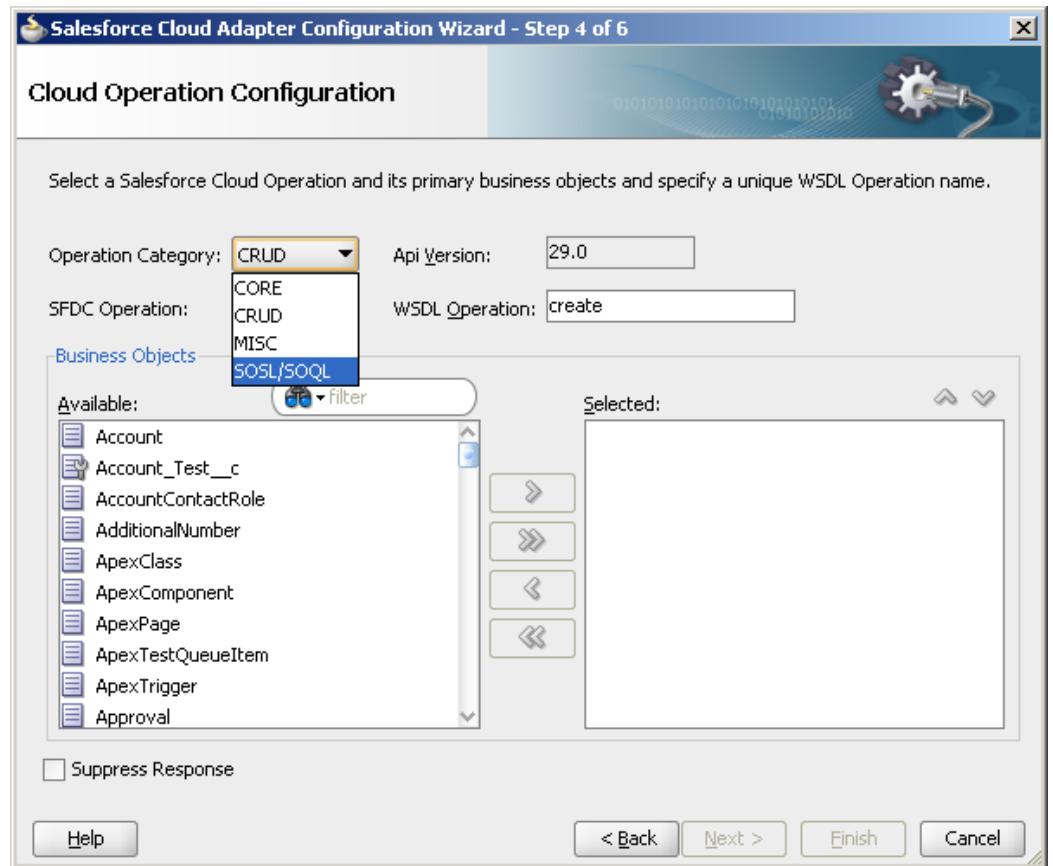 Salesforce Cloud Adapter Configuration Wizard - Step 4 of 6
Cloud Operation Configuration
Select a Salesforce Cloud Operation and its primary business objects and specify a unique WSDL Operation name.
Operation Category: CRUD Api Version: 29.0
CORE
SFDC Operation: CRUD WSDL Operation: create
MISC
Business Objects
SOSL/SOQL
Available: filter Selected:
Account
Account_Test__c
AccountContactRole
AdditionalNumber
ApexClass
ApexComponent
ApexPage
ApexTestQueueItem
ApexTrigger
Approval
Suppress Response
Help < Back Next > Finish Cancel